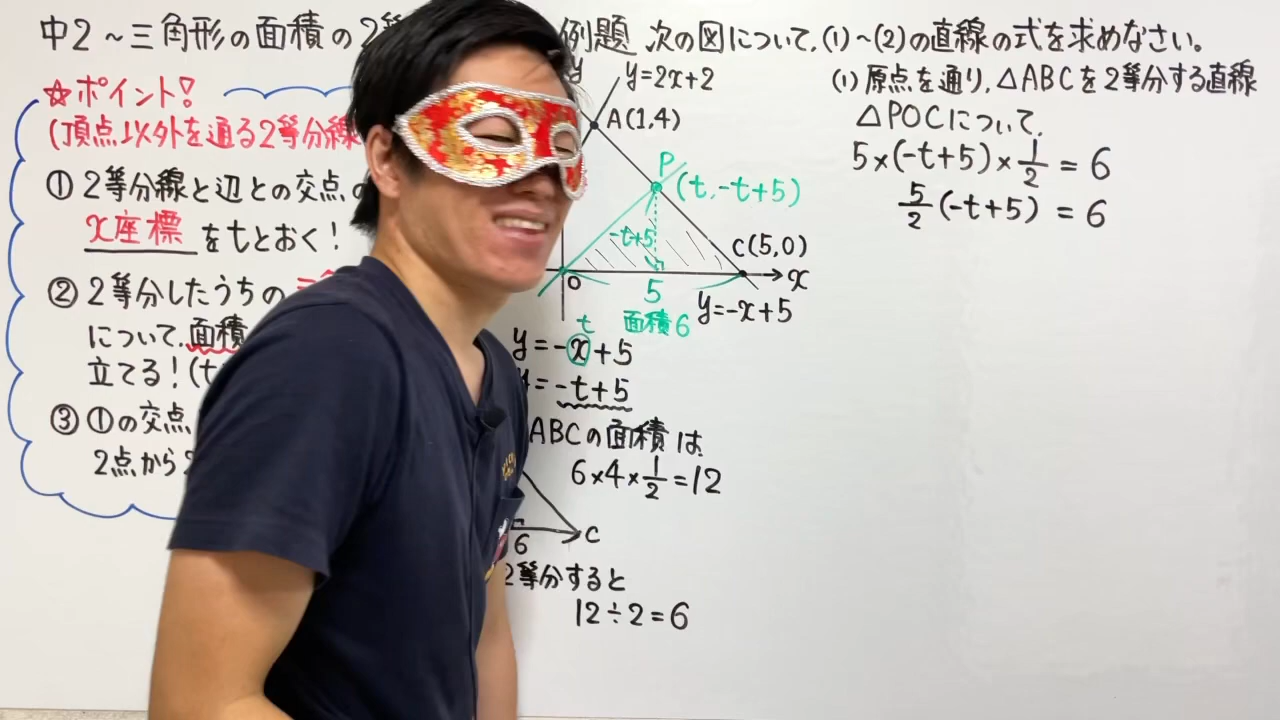 中2～三角形の面積の2等
☆ポイント!
(頂点以外を通る2等分線
①2等分線と辺との交点の
x座標をtとおく!
②2等分したうちの
について、面積
立てる!(t
③①の交点
2点から
例題 次の図について、(1)～(2)の直線の式を求めなさい。
y
y=2x+2
A(1,4)
P
(t,-t+5)
-t+5
C(5,0)
x
O
5
y=-x+5
面積6
t
y=-x+5
y=-t+5
ABCの面積は
6×4×1/2=12
C
6
2等分すると
12÷2=6
(1)原点を通り、△ABCを2等分する直線
△POCについて、
5×(-t+5)×1/2=6
5/2(-t+5)=6